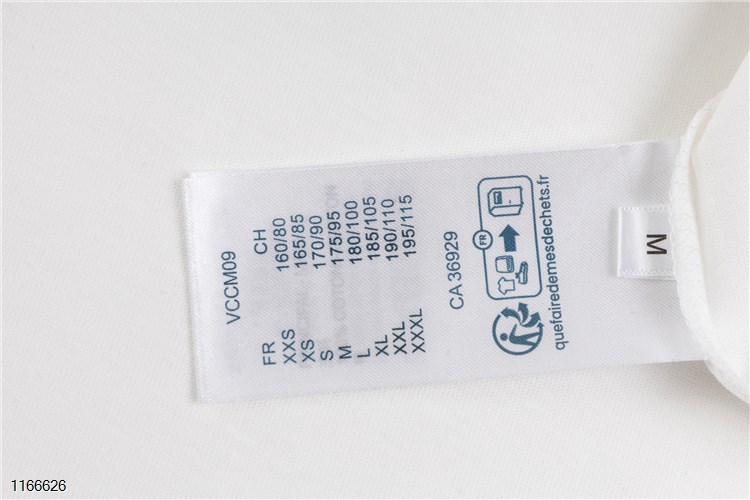 VCCM09
FR CH
XXS 160/80
XS 165/85
S 170/90
M 175/95
L 180/100
XL 185/105
XXL 190/110
XXXL 195/115
CA 36929
FR
quefairedemesdechets.fr
M
1166626